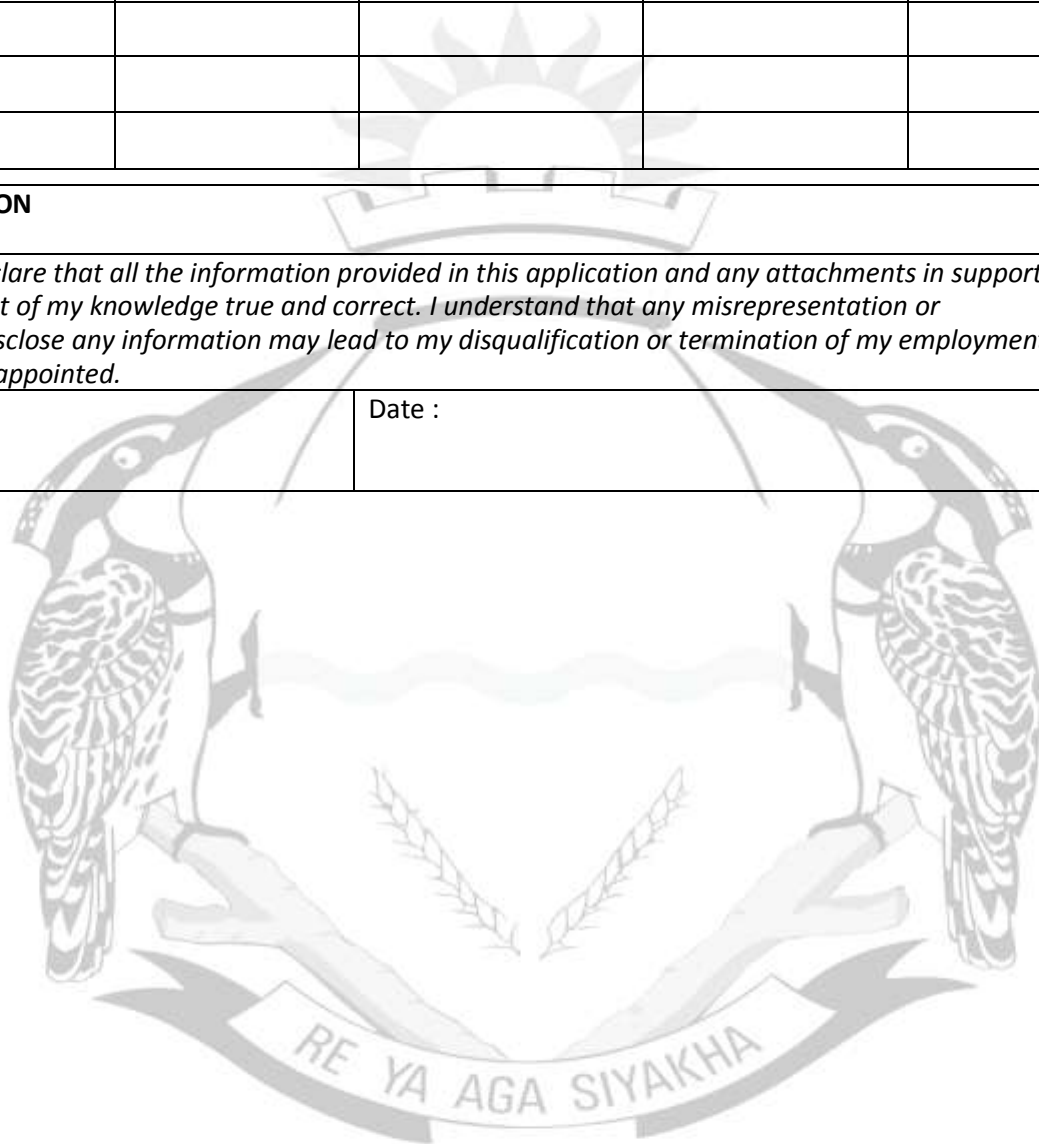 ON
clare that all the information provided in this application and any attachments in support
t of my knowledge true and correct. I understand that any misrepresentation or
sclose any information may lead to my disqualification or termination of my employment
appointed.
Date :
RE YA AGA SIYAKHA